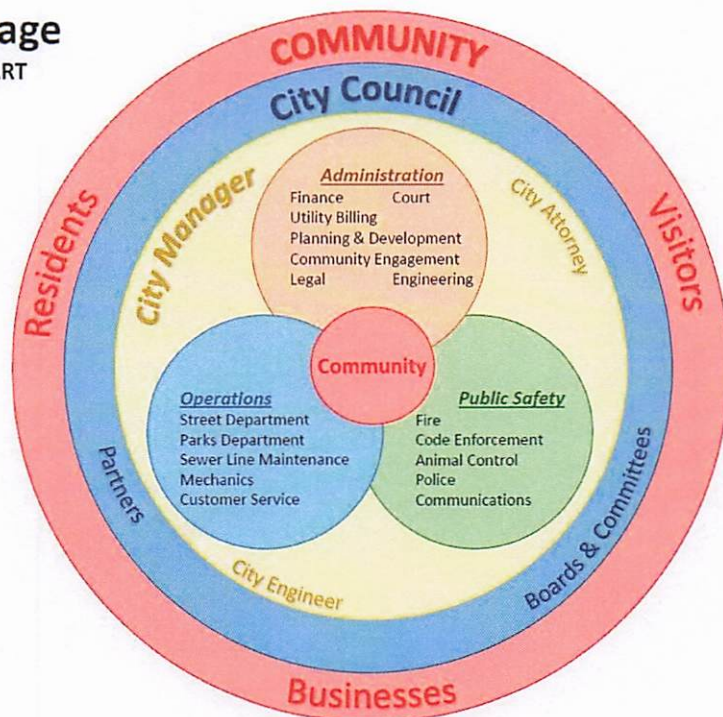 age
RT
COMMUNITY
City Council
City Manager
City Attorney
Residents
Visitors
Administration
Finance Court
Utility Billing
Planning & Development
Community Engagement
Legal Engineering
Community
Operations
Street Department
Parks Department
Sewer Line Maintenance
Mechanics
Customer Service
Public Safety
Fire
Code Enforcement
Animal Control
Police
Communications
Partners
Boards & Committees
City Engineer
Businesses